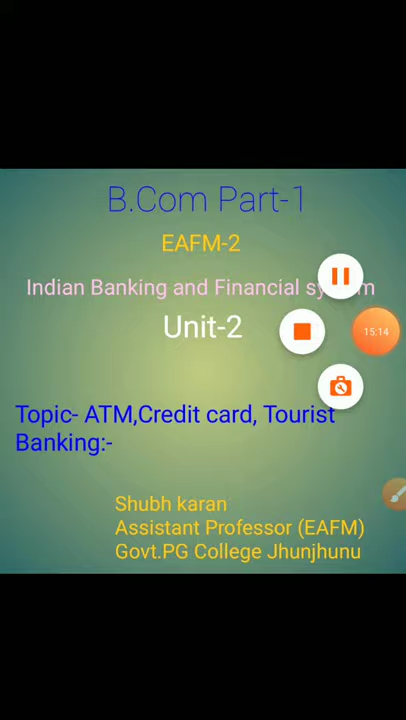 B.Com Part-1
EAFM-2
Indian Banking and Financial system
Unit-2
15:14
Topic- ATM,Credit card, Tourist
Banking:-
Shubh karan
Assistant Professor (EAFM)
Govt.PG College Jhunjhunu